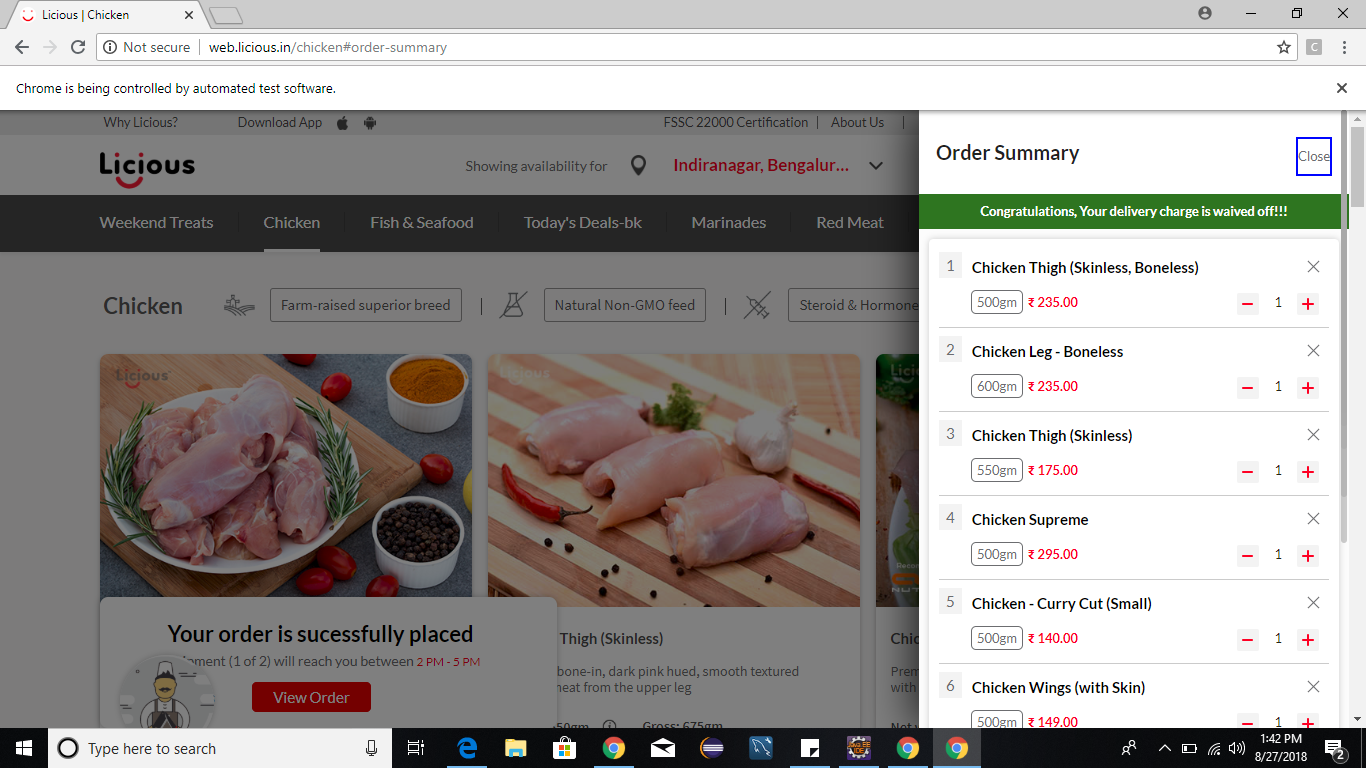 Licious | Chicken
Not secure
web.licious.in/chicken#order-summary
C
Chrome is being controlled by automated test software.
Why Licious?
Download App
FSSC 22000 Certification | About Us |
Licious
Showing availability for
Indiranagar, Bengalur...
Weekend Treats
Chicken
Fish & Seafood
Today's Deals-bk
Marinades
Red Meat
Chicken
Farm-raised superior breed
Natural Non-GMO feed
Steroid & Hormone
Licious
Licious
Thigh (Skinless)
bone-in, dark pink hued, smooth textured
meat from the upper leg
Gross: 675gm
Prem
with
Your order is sucessfully placed
(1 of 2) will reach you between 2 PM - 5 PM
View Order
Order Summary
Close
Congratulations, Your delivery charge is waived off!!!
1 Chicken Thigh (Skinless, Boneless)
500gm ₹ 235.00 − 1 +
2 Chicken Leg - Boneless
600gm ₹ 235.00 − 1 +
3 Chicken Thigh (Skinless)
550gm ₹ 175.00 − 1 +
4 Chicken Supreme
500gm ₹ 295.00 − 1 +
5 Chicken - Curry Cut (Small)
500gm ₹ 140.00 − 1 +
6 Chicken Wings (with Skin)
500gm ₹ 149.00 − 1 +
Type here to search
1:42 PM
8/27/2018
2